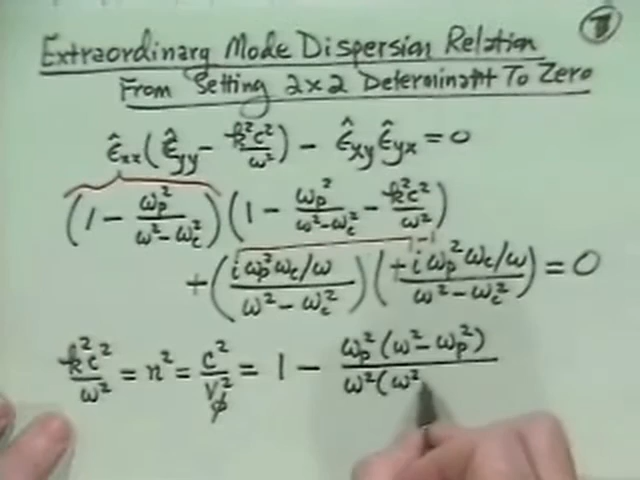 7
Extraordinary Mode Dispersion Relation
From Setting 2x2 Determinant To Zero
ε̂xx(ε̂yy - k²c²/ω²) - ε̂xy ε̂yx = 0
(1 - ωp²/(ω²-ωc²))(1 - ωp²/(ω²-ωc²) - k²c²/ω²)
+(iωp²ωc/ω / (ω²-ωc²))(+iωp²ωc/ω / (ω²-ωc²)) = 0
k²c²/ω² = n² = c²/vϕ² = 1 - ωp²(ω²-ωp²)/ω²(ω²